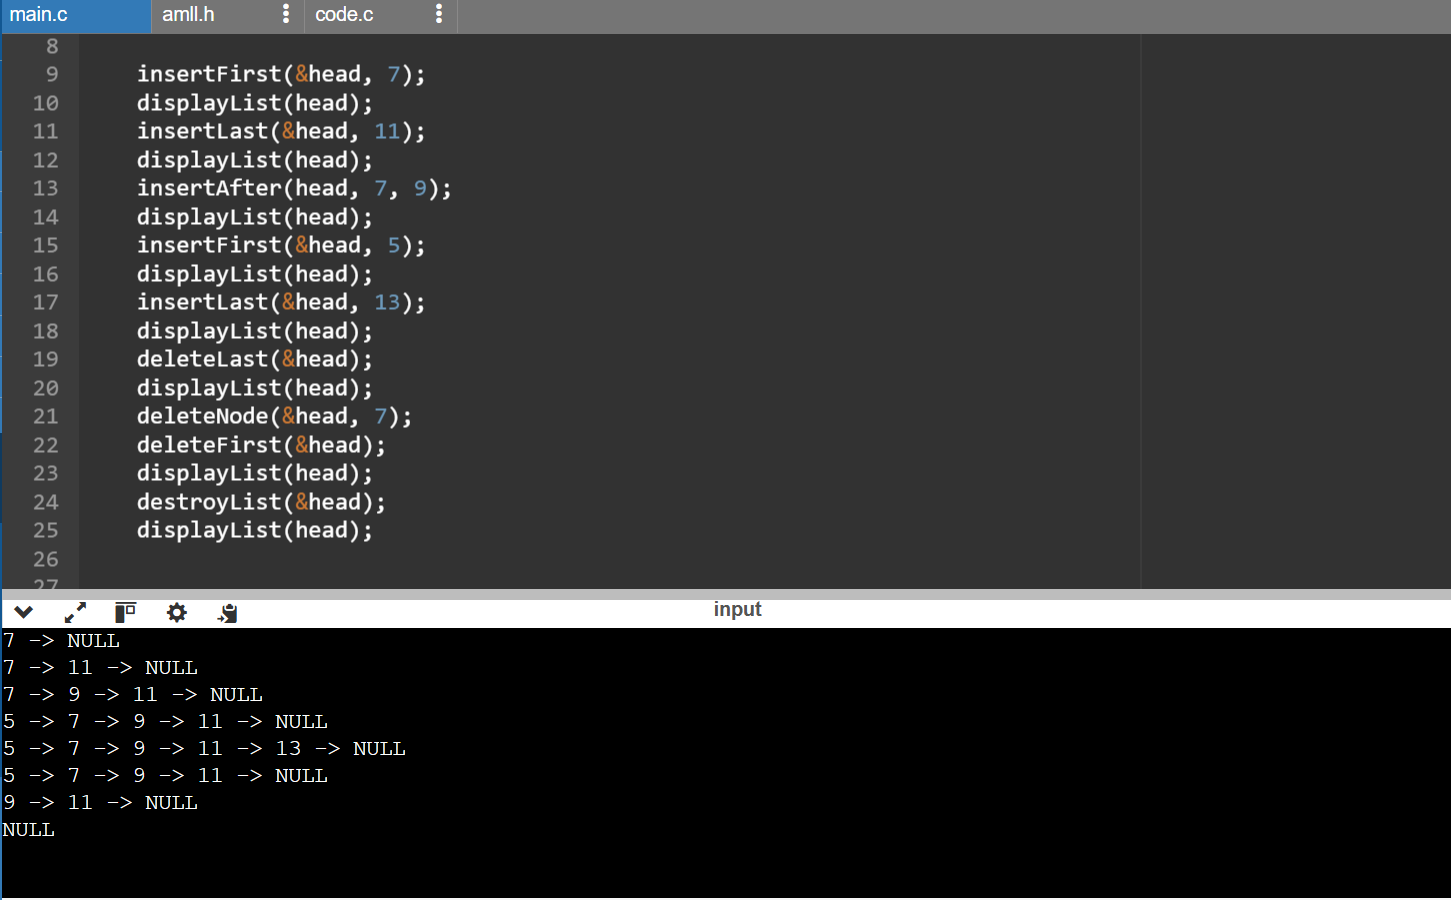 main.c amll.h code.c
8
9 insertFirst(&head, 7);
10 displayList(head);
11 insertLast(&head, 11);
12 displayList(head);
13 insertAfter(head, 7, 9);
14 displayList(head);
15 insertFirst(&head, 5);
16 displayList(head);
17 insertLast(&head, 13);
18 displayList(head);
19 deleteLast(&head);
20 displayList(head);
21 deleteNode(&head, 7);
22 deleteFirst(&head);
23 displayList(head);
24 destroyList(&head);
25 displayList(head);
26
27
input
7 -> NULL
7 -> 11 -> NULL
7 -> 9 -> 11 -> NULL
5 -> 7 -> 9 -> 11 -> NULL
5 -> 7 -> 9 -> 11 -> 13 -> NULL
5 -> 7 -> 9 -> 11 -> NULL
9 -> 11 -> NULL
NULL